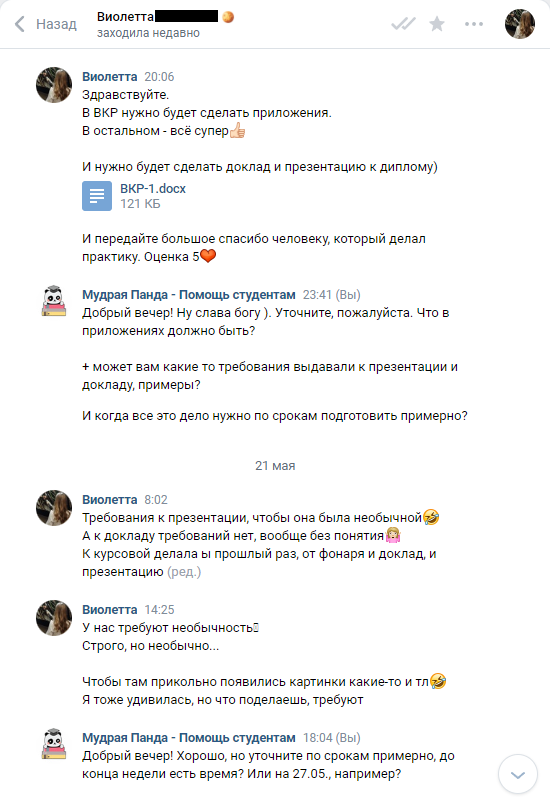 Назад
Виолетта
заходила недавно
Виолетта 20:06
Здравствуйте.
В ВКР нужно будет сделать приложения.
В остальном - всё супер👍
И нужно будет сделать доклад и презентацию к диплому)
ВКР-1.docx
121 КБ
И передайте большое спасибо человеку, который делал
практику. Оценка 5❤
Мудрая Панда - Помощь студентам 23:41 (Вы)
Добрый вечер! Ну слава богу ). Уточните, пожалуйста. Что в
приложениях должно быть?
+ может вам какие то требования выдавали к презентации и
докладу, примеры?
И когда все это дело нужно по срокам подготовить примерно?
21 мая
Виолетта 8:02
Требования к презентации, чтобы она была необычной🤣
А к докладу требований нет, вообще без понятия🤷🏼‍♀
К курсовой делала ы прошлый раз, от фонаря и доклад, и
презентацию (ред.)
Виолетта 14:25
У нас требуют необычность
Строго, но необычно...
Чтобы там прикольно появились картинки какие-то и тл🤣
Я тоже удивилась, но что поделаешь, требуют
Мудрая Панда - Помощь студентам 18:04 (Вы)
Добрый вечер! Хорошо, но уточните по срокам примерно, до
конца недели есть время? Или на 27.05., например?